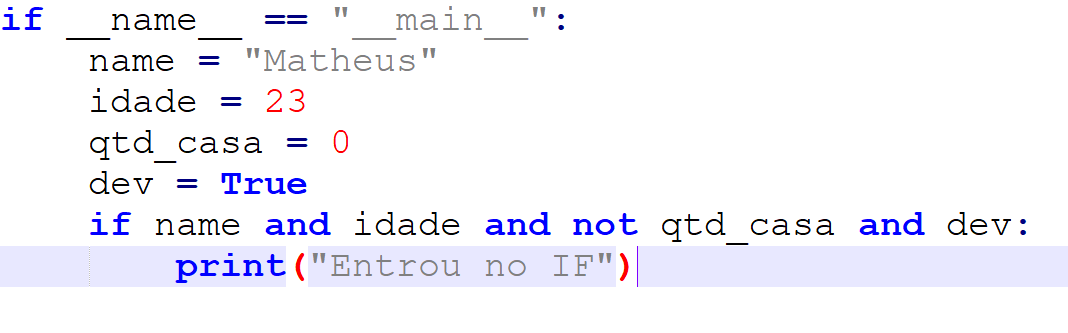 if __name__ == "__main__":
    name = "Matheus"
    idade = 23
    qtd_casa = 0
    dev = True
    if name and idade and not qtd_casa and dev:
        print("Entrou no IF")